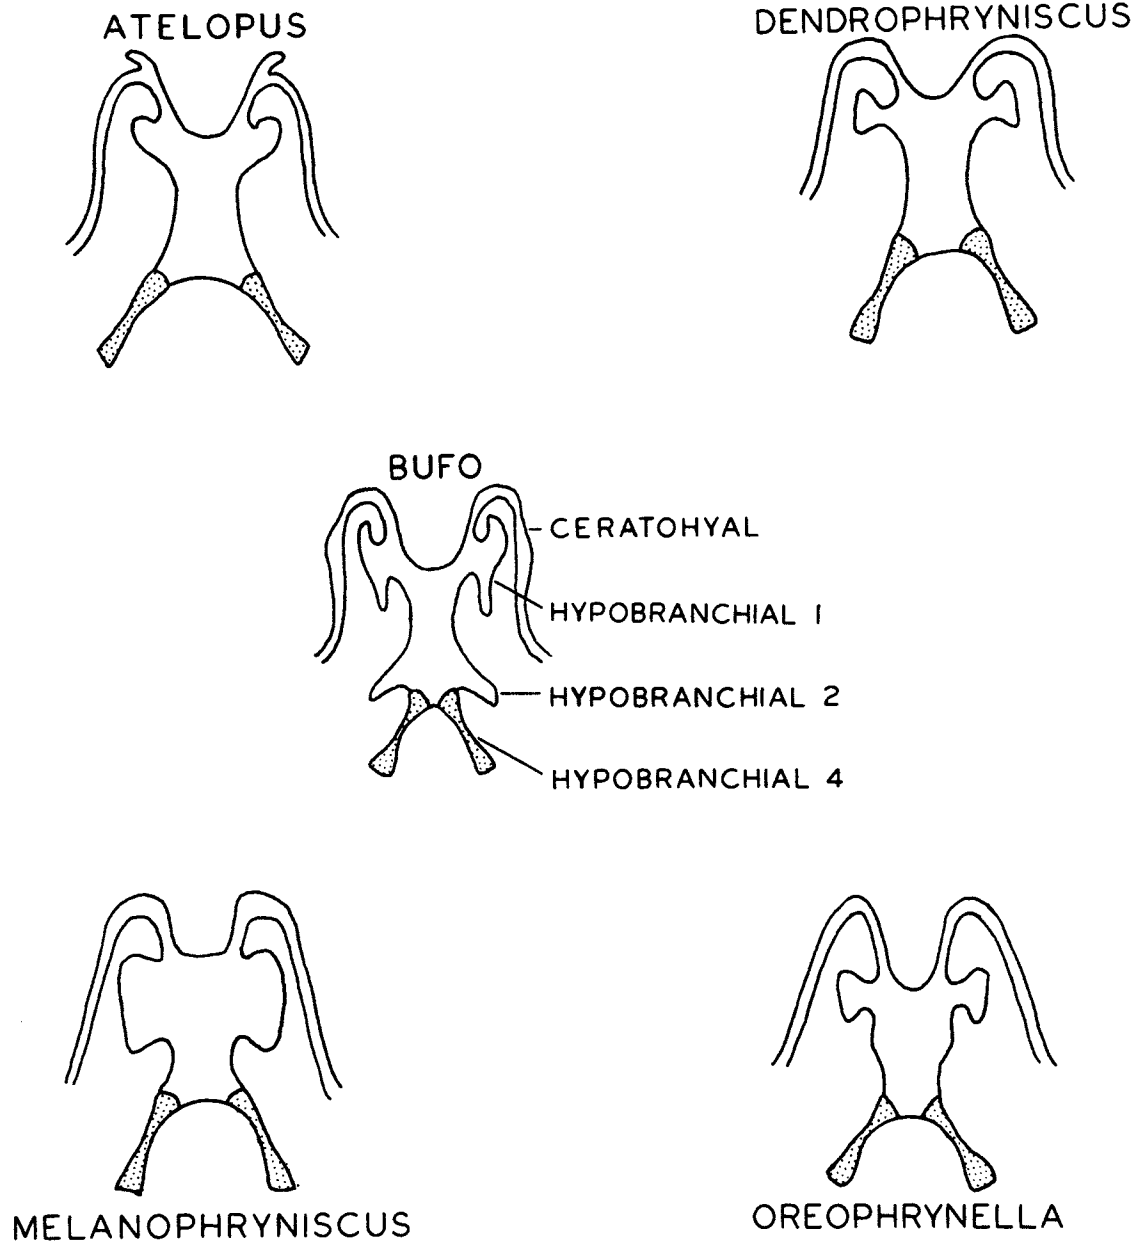 ATELOPUS
DENDROPHRYNISCUS
BUFO
CERATOHYAL
HYPOBRANCHIAL 1
HYPOBRANCHIAL 2
HYPOBRANCHIAL 4
MELANOPHRYNISCUS
OREOPHRYNELLA